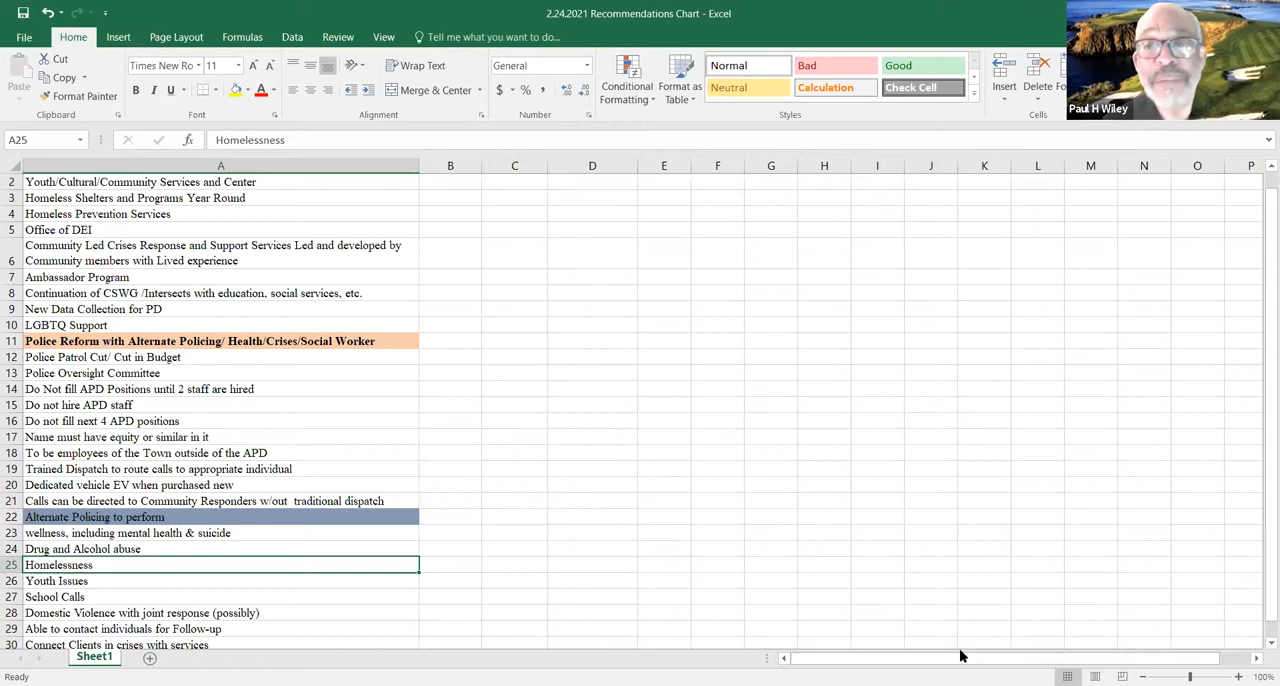 2.24.2021 Recommendations Chart - Excel
File Home Insert Page Layout Formulas Data Review View Tell me what you want to do...
Paste
Cut
Copy
Format Painter
Clipboard
Times New Ro 11
B I U
Font
Wrap Text
Merge & Center
Alignment
General
$ % ,
Number
Conditional Formatting
Format as Table
Normal Bad Good
Neutral Calculation Check Cell
Styles
Insert Delete Fo
Cells
Paul H Wiley
A25 fx Homelessness
A B C D E F G H I J K L M N O P
2 Youth/Cultural/Community Services and Center
3 Homeless Shelters and Programs Year Round
4 Homeless Prevention Services
5 Office of DEI
Community Led Crises Response and Support Services Led and developed by
6 Community members with Lived experience
7 Ambassador Program
8 Continuation of CSWG /Intersects with education, social services, etc.
9 New Data Collection for PD
10 LGBTQ Support
11 Police Reform with Alternate Policing/ Health/Crises/Social Worker
12 Police Patrol Cut/ Cut in Budget
13 Police Oversight Committee
14 Do Not fill APD Positions until 2 staff are hired
15 Do not hire APD staff
16 Do not fill next 4 APD positions
17 Name must have equity or similar in it
18 To be employees of the Town outside of the APD
19 Trained Dispatch to route calls to appropriate individual
20 Dedicated vehicle EV when purchased new
21 Calls can be directed to Community Responders w/out traditional dispatch
22 Alternate Policing to perform
23 wellness, including mental health & suicide
24 Drug and Alcohol abuse
25 Homelessness
26 Youth Issues
27 School Calls
28 Domestic Violence with joint response (possibly)
29 Able to contact individuals for Follow-up
30 Connect Clients in crises with services
Sheet1
Ready 100%